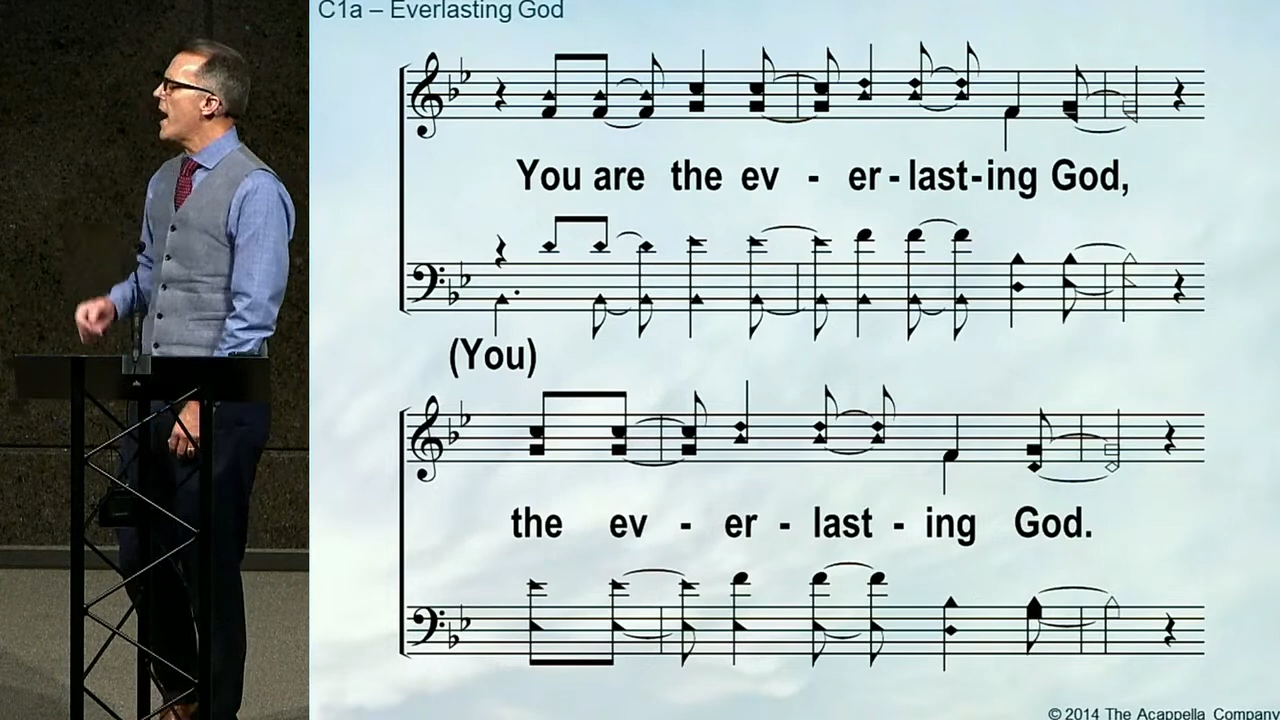 C1a – Everlasting God
You are the ev - er - last - ing God,
(You)
the ev - er - last - ing God.
© 2014 The Acappella Company